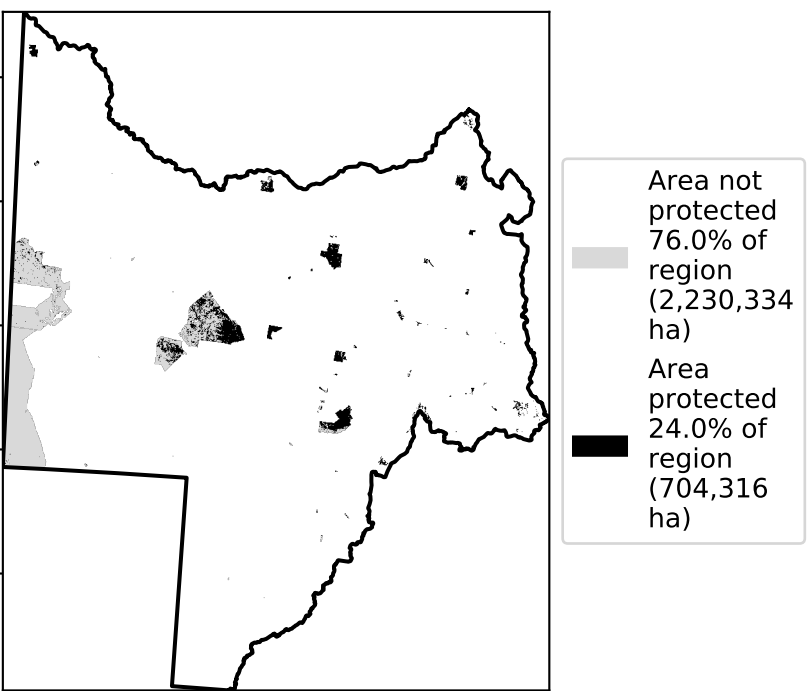 Area not
protected
76.0% of
region
(2,230,334
ha)
Area
protected
24.0% of
region
(704,316
ha)